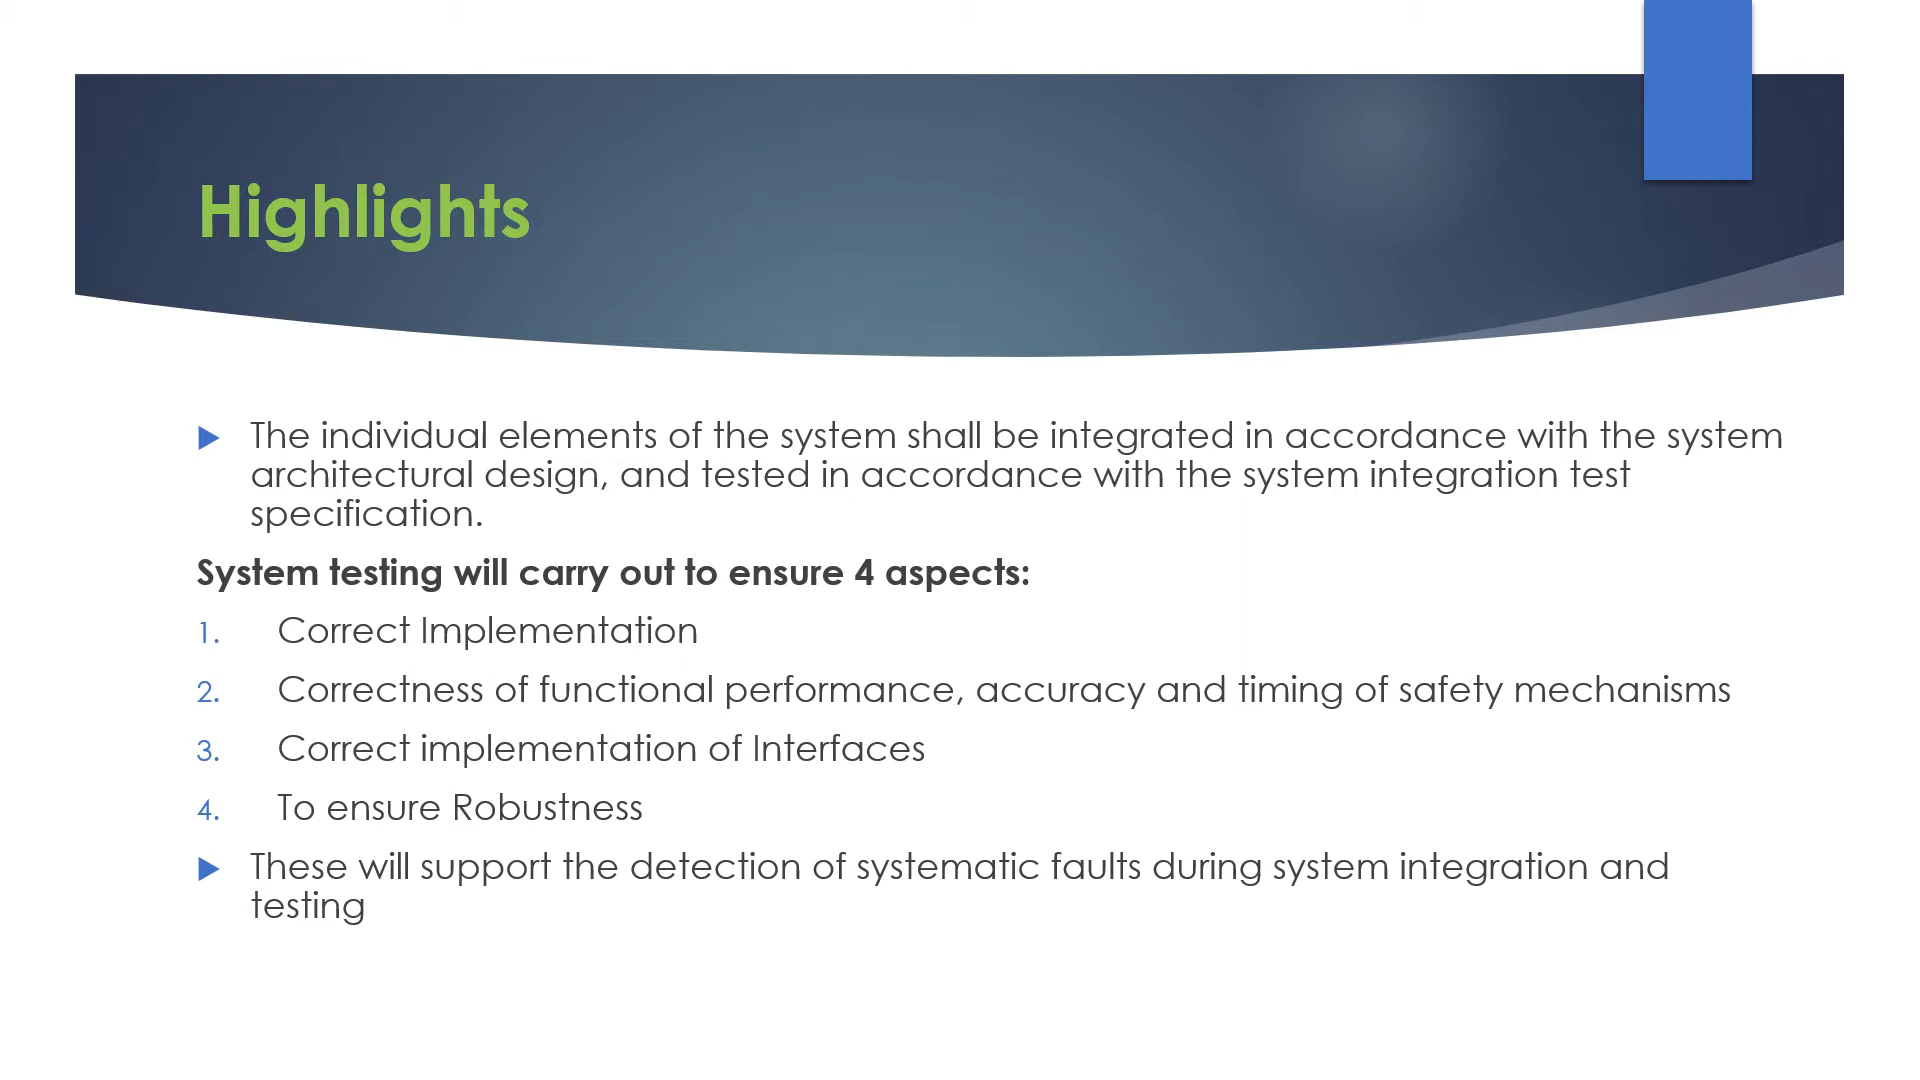 Highlights
The individual elements of the system shall be integrated in accordance with the system
architectural design, and tested in accordance with the system integration test
specification.
System testing will carry out to ensure 4 aspects:
1. Correct Implementation
2. Correctness of functional performance, accuracy and timing of safety mechanisms
3. Correct implementation of Interfaces
4. To ensure Robustness
These will support the detection of systematic faults during system integration and
testing